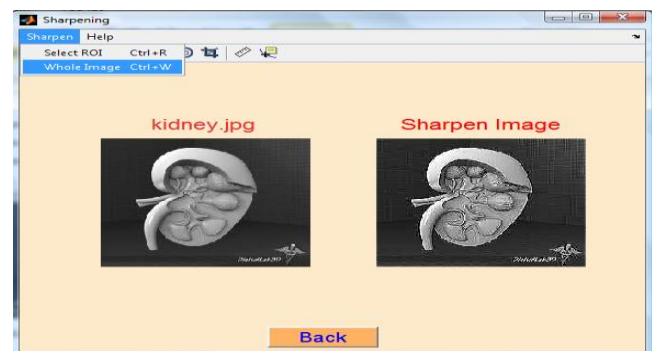 Sharpening
Sharpen Help
Select ROI Ctrl+R
Whole Image Ctrl+W
kidney.jpg Sharpen Image
Back